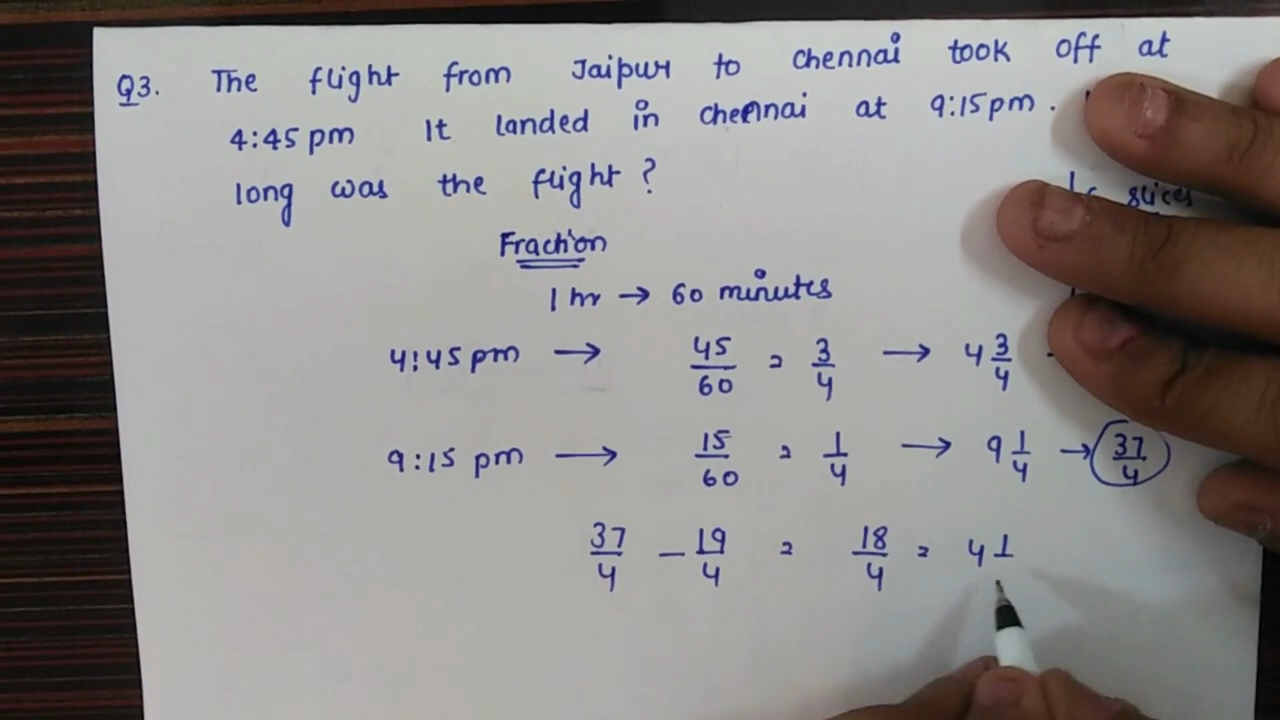 Q3. The flight from Jaipur to Chennai took off at
4:45 pm It landed in chennai at 9:15 pm.
long was the flight?
slices
Fraction
1 hr → 60 minutes
4:45 pm → 45/60 = 3/4 → 4 3/4
9:15 pm → 15/60 = 1/4 → 9 1/4 → 37/4
37/4 - 19/4 = 18/4 = 4 1